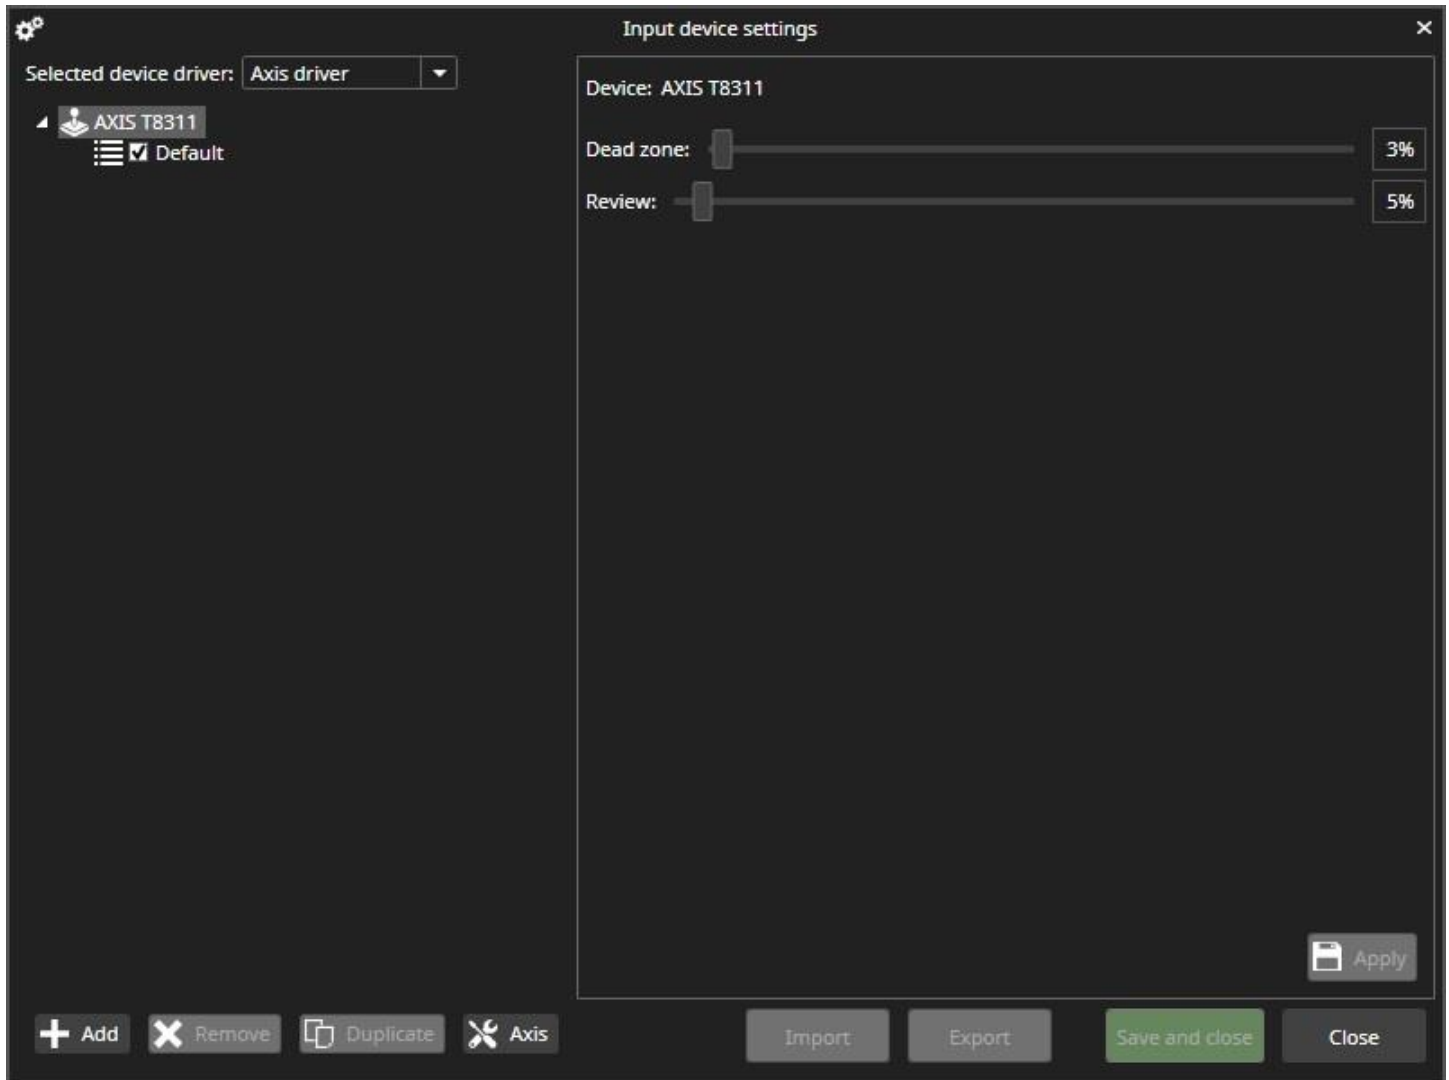 Input device settings
Selected device driver: Axis driver
AXIS T8311
Default
Device: AXIS T8311
Dead zone: 3%
Review: 5%
Apply
Add Remove Duplicate Axis Import Export Save and close Close